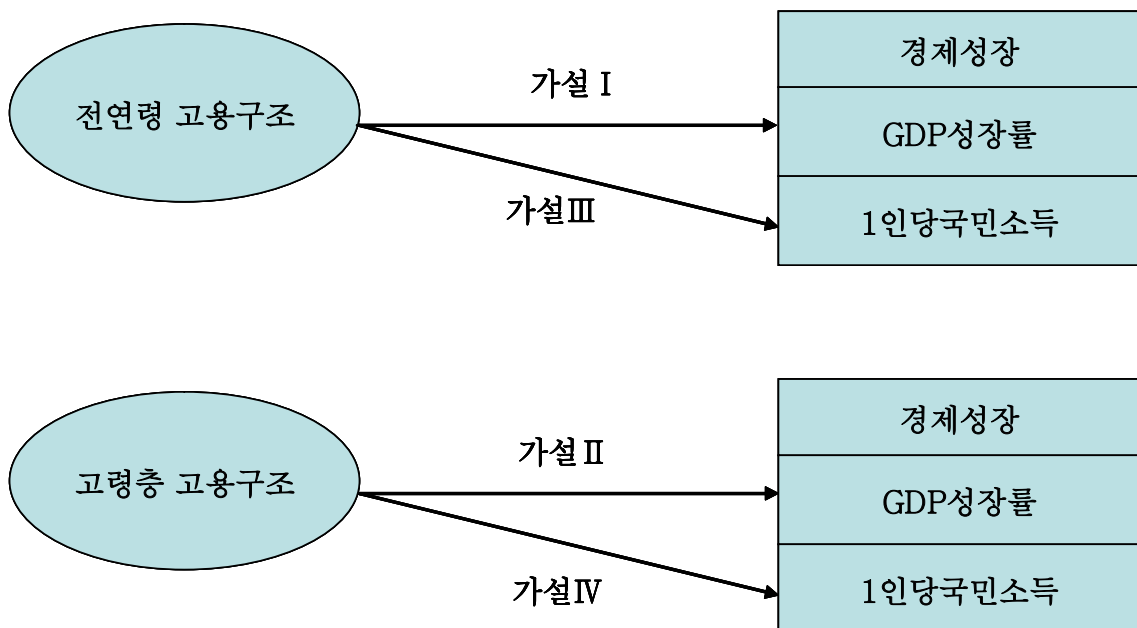 경제성장
가설 Ⅰ
전연령 고용구조
GDP성장률
가설Ⅲ
1인당국민소득
경제성장
가설 Ⅱ
고령층 고용구조
GDP성장률
가설Ⅳ
1인당국민소득